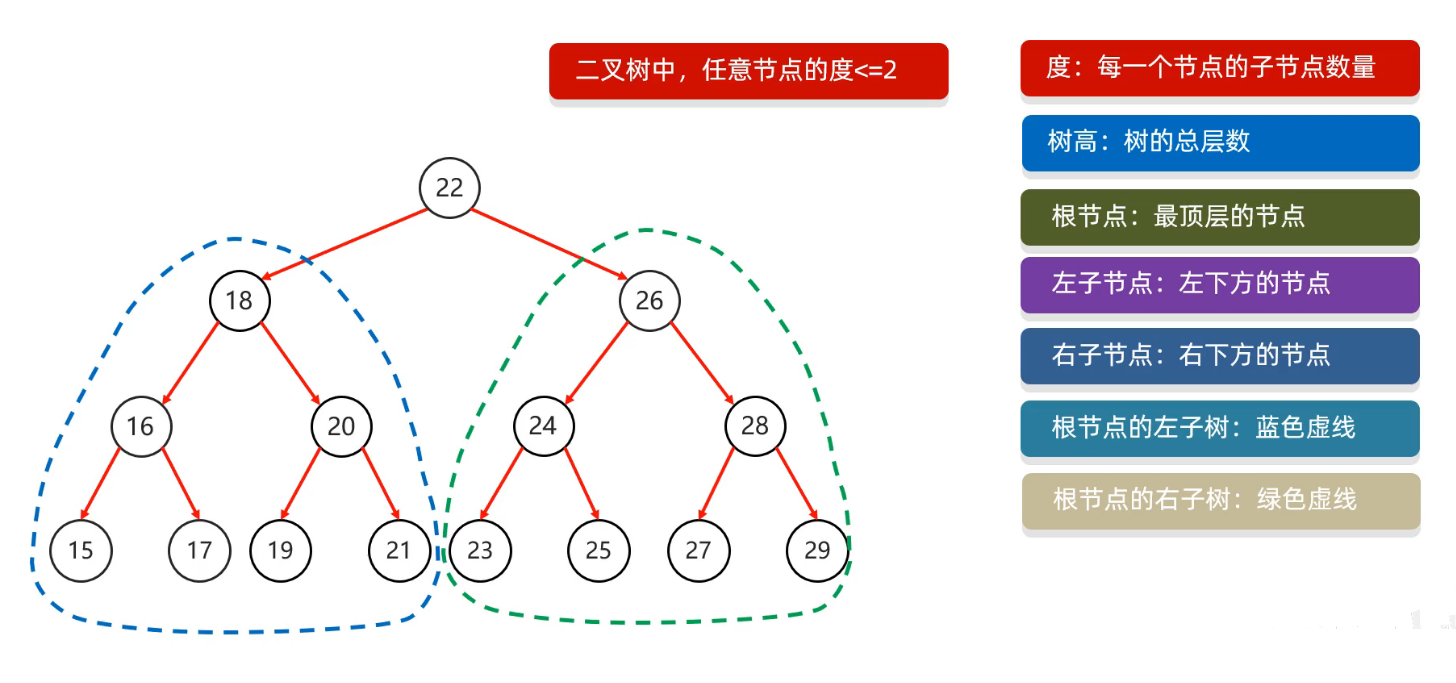 二叉树中，任意节点的度<=2
度：每一个节点的子节点数量
树高：树的总层数
根节点：最顶层的节点
左子节点：左下方的节点
右子节点：右下方的节点
根节点的左子树：蓝色虚线
根节点的右子树：绿色虚线
22
18 26
16 20 24 28
15 17 19 21 23 25 27 29